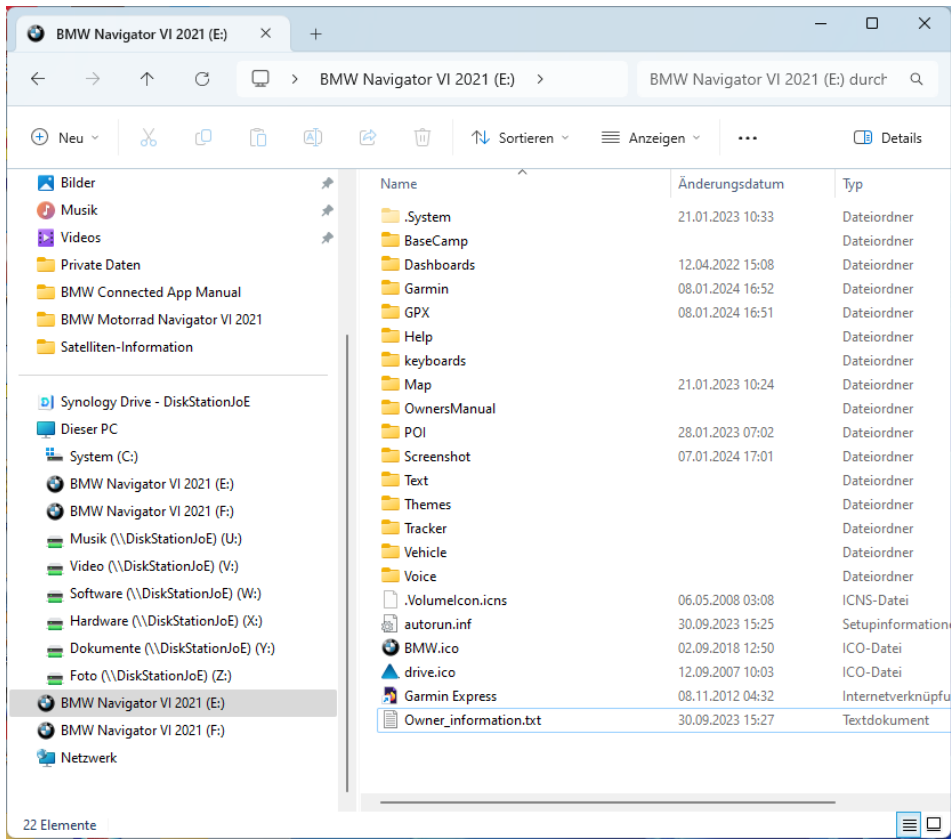 BMW Navigator VI 2021 (E:)
BMW Navigator VI 2021 (E:)
BMW Navigator VI 2021 (E:) durch
Neu
Sortieren
Anzeigen
Details
Bilder
Musik
Videos
Private Daten
BMW Connected App Manual
BMW Motorrad Navigator VI 2021
Satelliten-Information
Synology Drive - DiskStationJoE
Dieser PC
System (C:)
BMW Navigator VI 2021 (E:)
BMW Navigator VI 2021 (F:)
Musik (\\DiskStationJoE) (U:)
Video (\\DiskStationJoE) (V:)
Software (\\DiskStationJoE) (W:)
Hardware (\\DiskStationJoE) (X:)
Dokumente (\\DiskStationJoE) (Y:)
Foto (\\DiskStationJoE) (Z:)
BMW Navigator VI 2021 (E:)
BMW Navigator VI 2021 (F:)
Netzwerk
Name Änderungsdatum Typ
.System 21.01.2023 10:33 Dateiordner
BaseCamp Dateiordner
Dashboards 12.04.2022 15:08 Dateiordner
Garmin 08.01.2024 16:52 Dateiordner
GPX 08.01.2024 16:51 Dateiordner
Help Dateiordner
keyboards Dateiordner
Map 21.01.2023 10:24 Dateiordner
OwnersManual Dateiordner
POI 28.01.2023 07:02 Dateiordner
Screenshot 07.01.2024 17:01 Dateiordner
Text Dateiordner
Themes Dateiordner
Tracker Dateiordner
Vehicle Dateiordner
Voice Dateiordner
.VolumeIcon.icns 06.05.2008 03:08 ICNS-Datei
autorun.inf 30.09.2023 15:25 Setupinformation
BMW.ico 02.09.2018 12:50 ICO-Datei
drive.ico 12.09.2007 10:03 ICO-Datei
Garmin Express 08.11.2012 04:32 Internetverknüpfu
Owner_information.txt 30.09.2023 15:27 Textdokument
22 Elemente